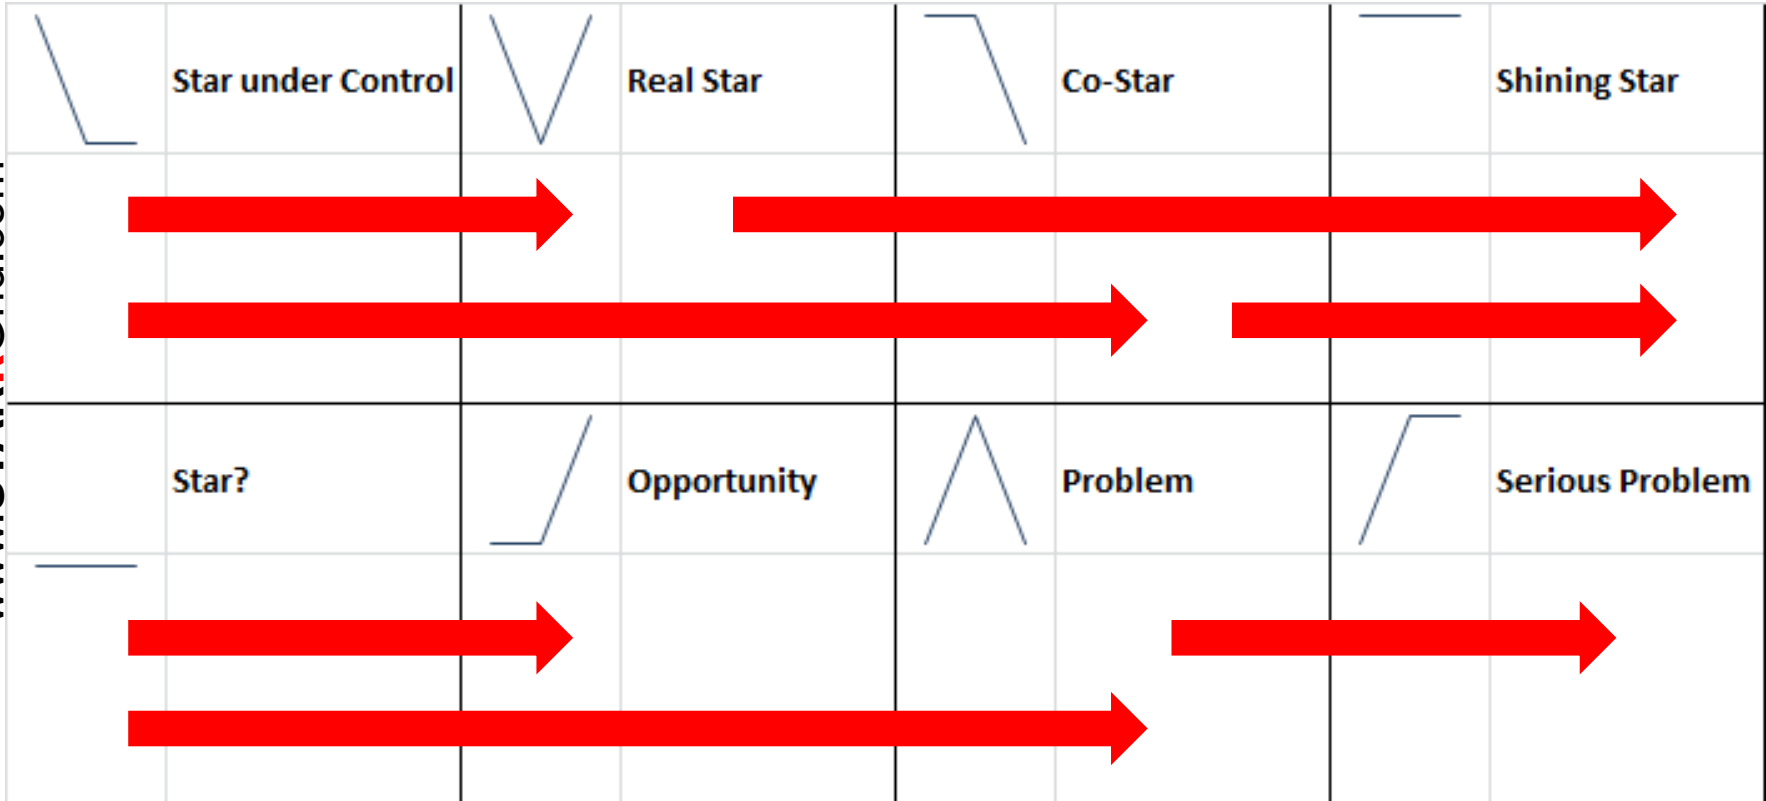 Star under Control
Real Star
Co-Star
Shining Star
Star?
Opportunity
Problem
Serious Problem